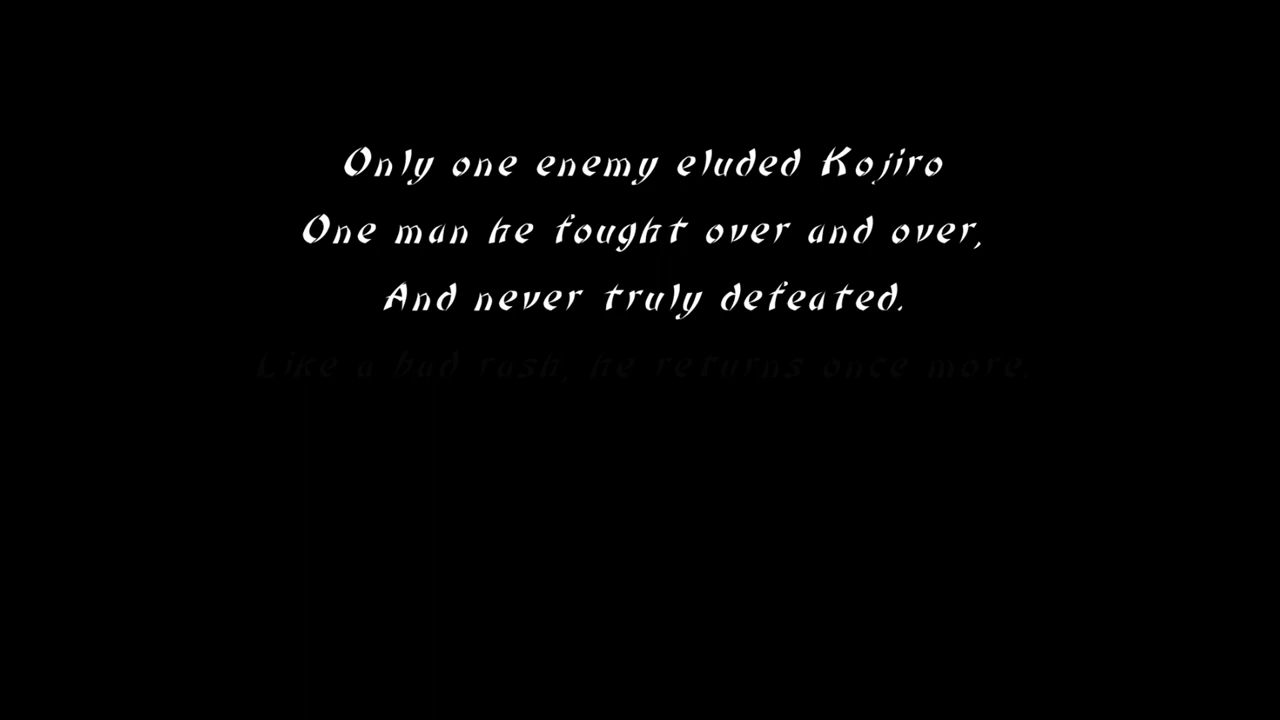 Only one enemy eluded Kojiro
One man he fought over and over,
And never truly defeated.
Like a bad rash, he returns once more.